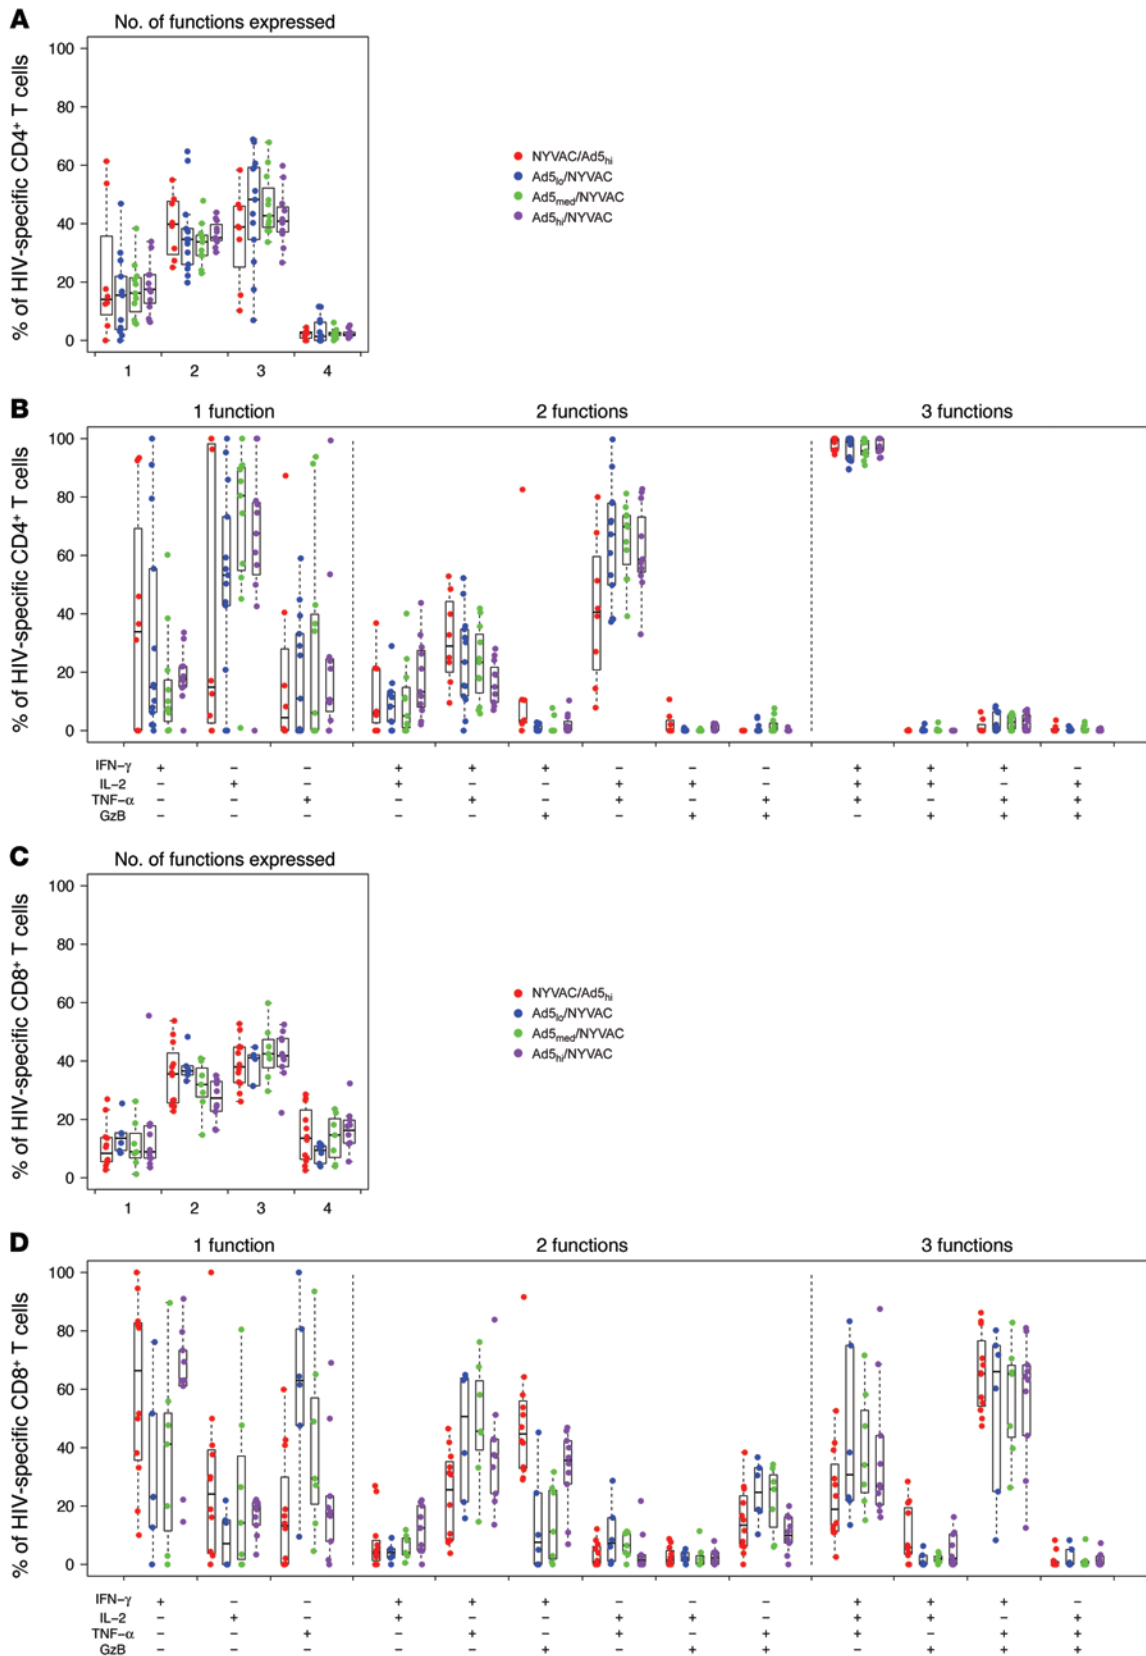 A
No. of functions expressed
% of HIV-specific CD4+ T cells
100
80
60
40
20
0
1 2 3 4
NYVAC/Ad5hi
Ad5lo/NYVAC
Ad5med/NYVAC
Ad5hi/NYVAC
B
1 function 2 functions 3 functions
% of HIV-specific CD4+ T cells
100
80
60
40
20
0
IFN-γ + − − + + + − − − + + + −
IL-2 − + − + − − + + − + + − +
TNF-α − − + − + − + − + + − + +
GzB − − − − − + − + + − + + +
C
No. of functions expressed
% of HIV-specific CD8+ T cells
100
80
60
40
20
0
1 2 3 4
NYVAC/Ad5hi
Ad5lo/NYVAC
Ad5med/NYVAC
Ad5hi/NYVAC
D
1 function 2 functions 3 functions
% of HIV-specific CD8+ T cells
100
80
60
40
20
0
IFN-γ + − − + + + − − − + + + −
IL-2 − + − + − − + + − + + − +
TNF-α − − + − + − + − + + − + +
GzB − − − − − + − + + − + + +